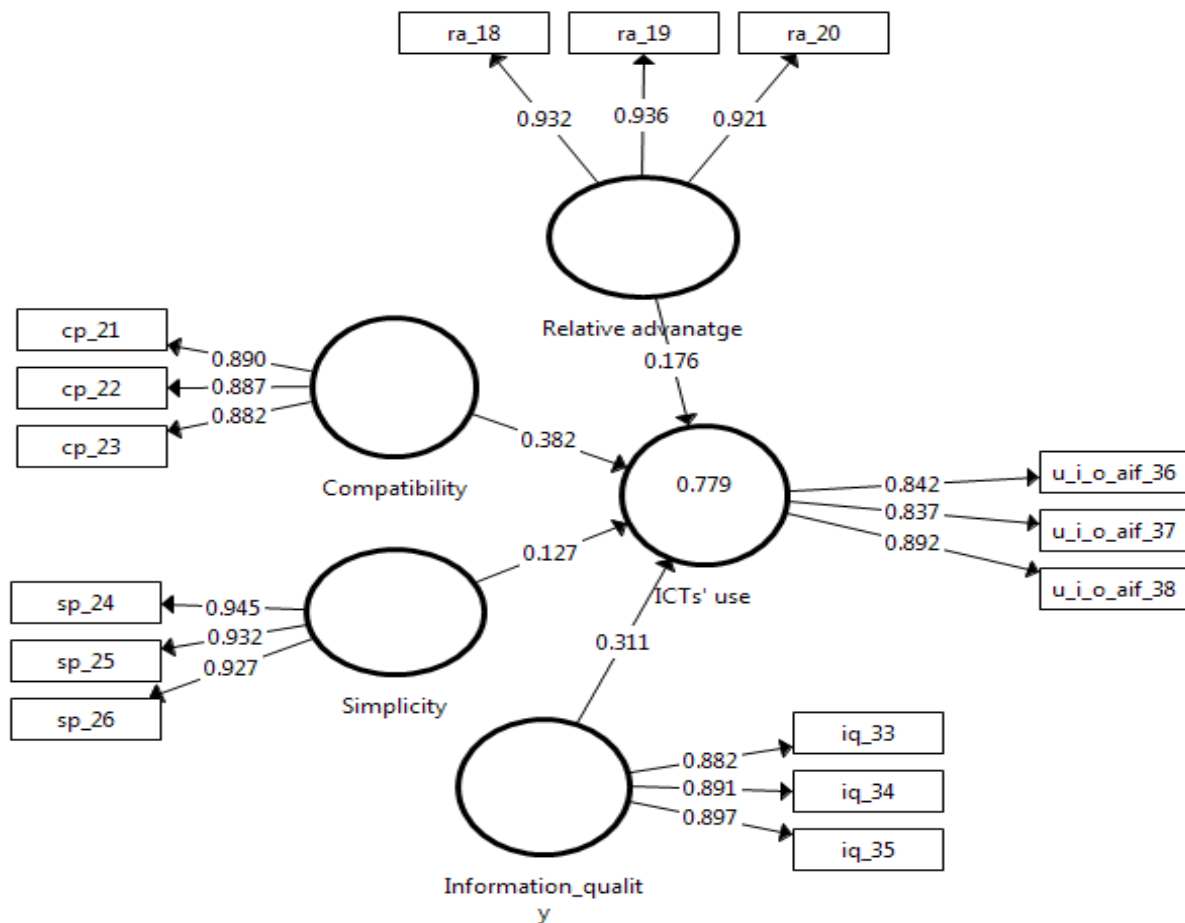 ra_18
ra_19
ra_20
0.932
0.936
0.921
Relative advanatge
0.176
cp_21
cp_22
cp_23
0.890
0.887
0.882
Compatibility
0.382
0.779
ICTs' use
0.842
0.837
0.892
u_i_o_aif_36
u_i_o_aif_37
u_i_o_aif_38
sp_24
sp_25
sp_26
0.945
0.932
0.927
Simplicity
0.127
0.311
Information_qualit
y
0.882
0.891
0.897
iq_33
iq_34
iq_35